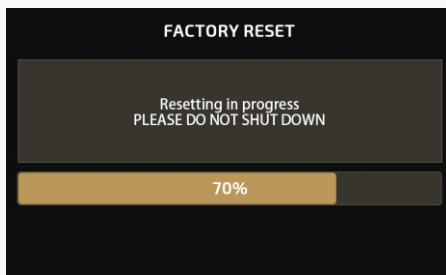 FACTORY RESET
Resetting in progress
PLEASE DO NOT SHUT DOWN
70%